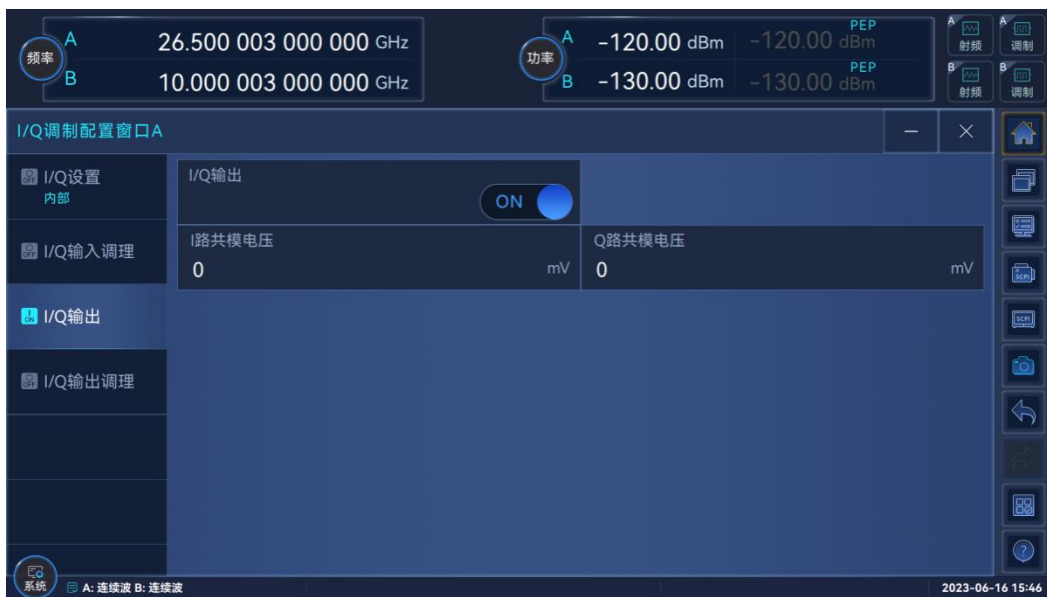 频率
A 26.500 003 000 000 GHz
B 10.000 003 000 000 GHz
功率
A -120.00 dBm -120.00 dBm PEP
B -130.00 dBm -130.00 dBm PEP
A 射频
A 调制
B 射频
B 调制
I/Q调制配置窗口A
I/Q设置
内部
I/Q输入调理
I/Q输出
I/Q输出调理
I/Q输出
ON
I路共模电压
0 mV
Q路共模电压
0 mV
SCPI
SCPI
系统
A: 连续波 B: 连续波
2023-06-16 15:46